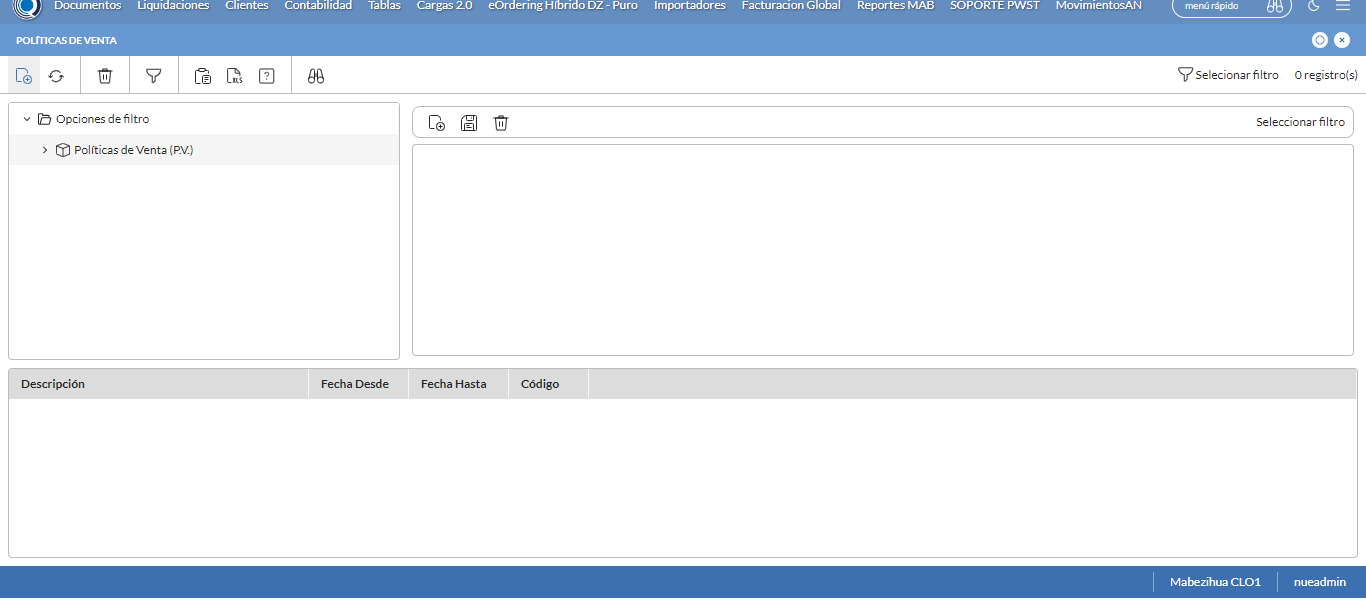 Documentos Liquidaciones Clientes Contabilidad Tablas Cargas 2.0 eOrdering Híbrido DZ - Puro Importadores Facturacion Global Reportes MAB SOPORTE PWST MovimientosAN menú rápido
POLÍTICAS DE VENTA
XLS ? Selecionar filtro 0 registro(s)
Opciones de filtro
Seleccionar filtro
Políticas de Venta (P.V.)
Descripción Fecha Desde Fecha Hasta Código
Mabezihua CLO1 nueadmin